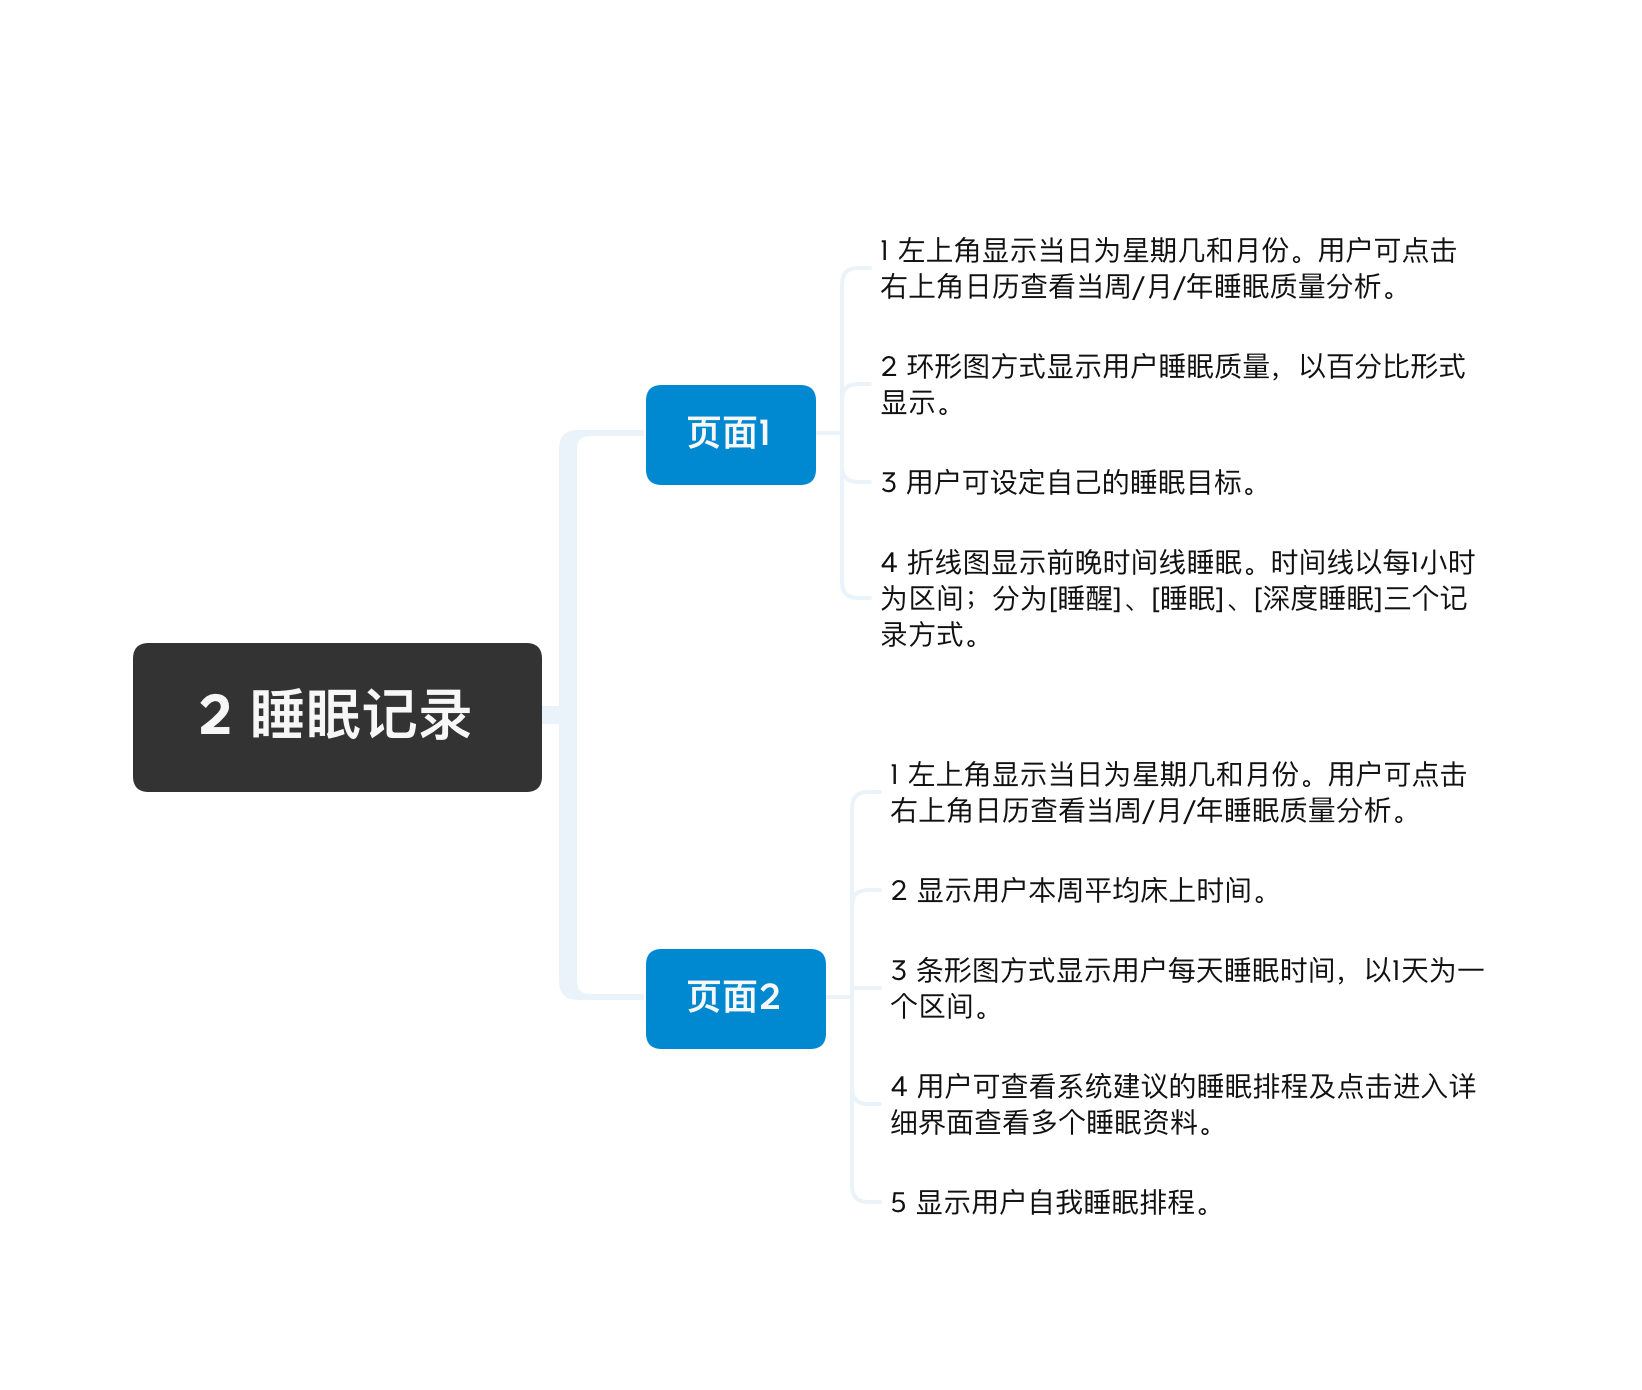 2 睡眠记录
页面1
1 左上角显示当日为星期几和月份。用户可点击
右上角日历查看当周/月/年睡眠质量分析。
2 环形图方式显示用户睡眠质量，以百分比形式
显示。
3 用户可设定自己的睡眠目标。
4 折线图显示前晚时间线睡眠。时间线以每1小时
为区间；分为[睡醒]、[睡眠]、[深度睡眠]三个记
录方式。
页面2
1 左上角显示当日为星期几和月份。用户可点击
右上角日历查看当周/月/年睡眠质量分析。
2 显示用户本周平均床上时间。
3 条形图方式显示用户每天睡眠时间，以1天为一
个区间。
4 用户可查看系统建议的睡眠排程及点击进入详
细界面查看多个睡眠资料。
5 显示用户自我睡眠排程。